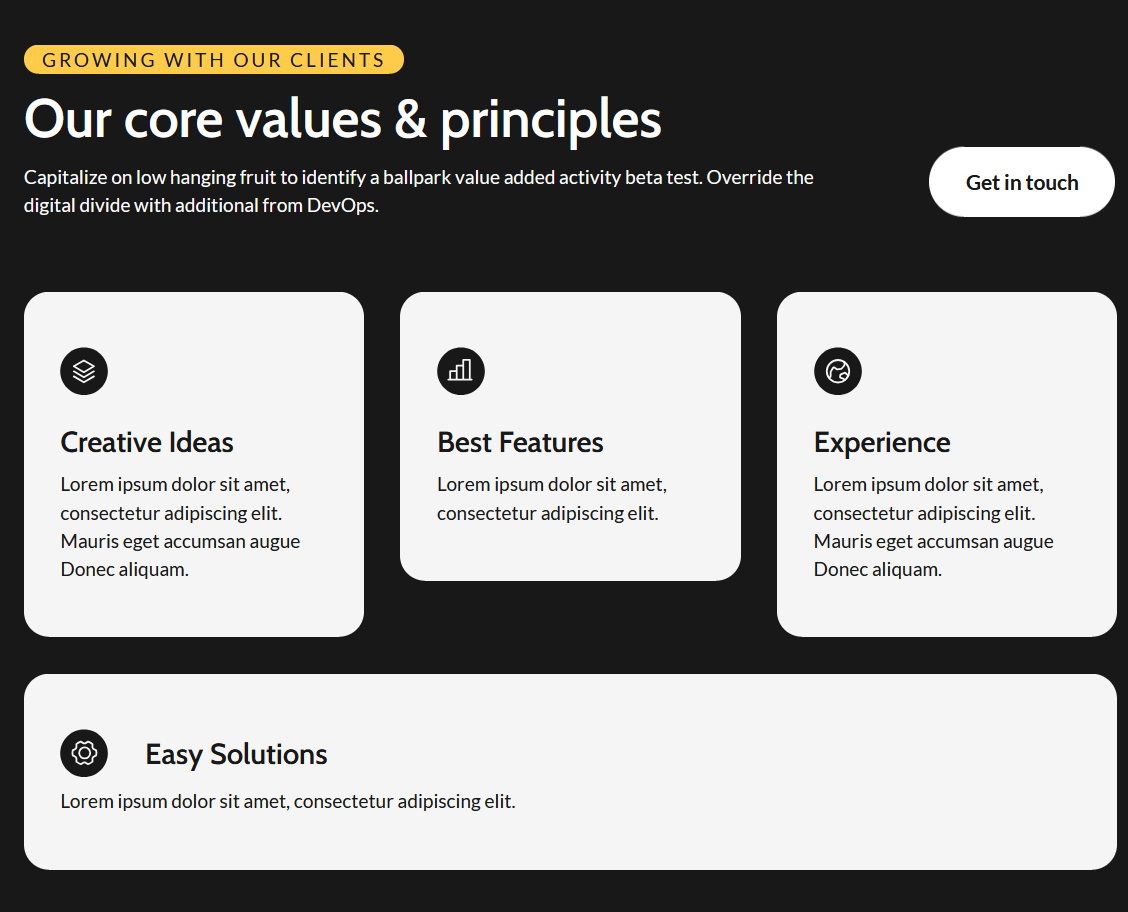 GROWING WITH OUR CLIENTS
Our core values & principles
Capitalize on low hanging fruit to identify a ballpark value added activity beta test. Override the
digital divide with additional from DevOps.
Get in touch
Creative Ideas
Lorem ipsum dolor sit amet,
consectetur adipiscing elit.
Mauris eget accumsan augue
Donec aliquam.
Best Features
Lorem ipsum dolor sit amet,
consectetur adipiscing elit.
Experience
Lorem ipsum dolor sit amet,
consectetur adipiscing elit.
Mauris eget accumsan augue
Donec aliquam.
Easy Solutions
Lorem ipsum dolor sit amet, consectetur adipiscing elit.